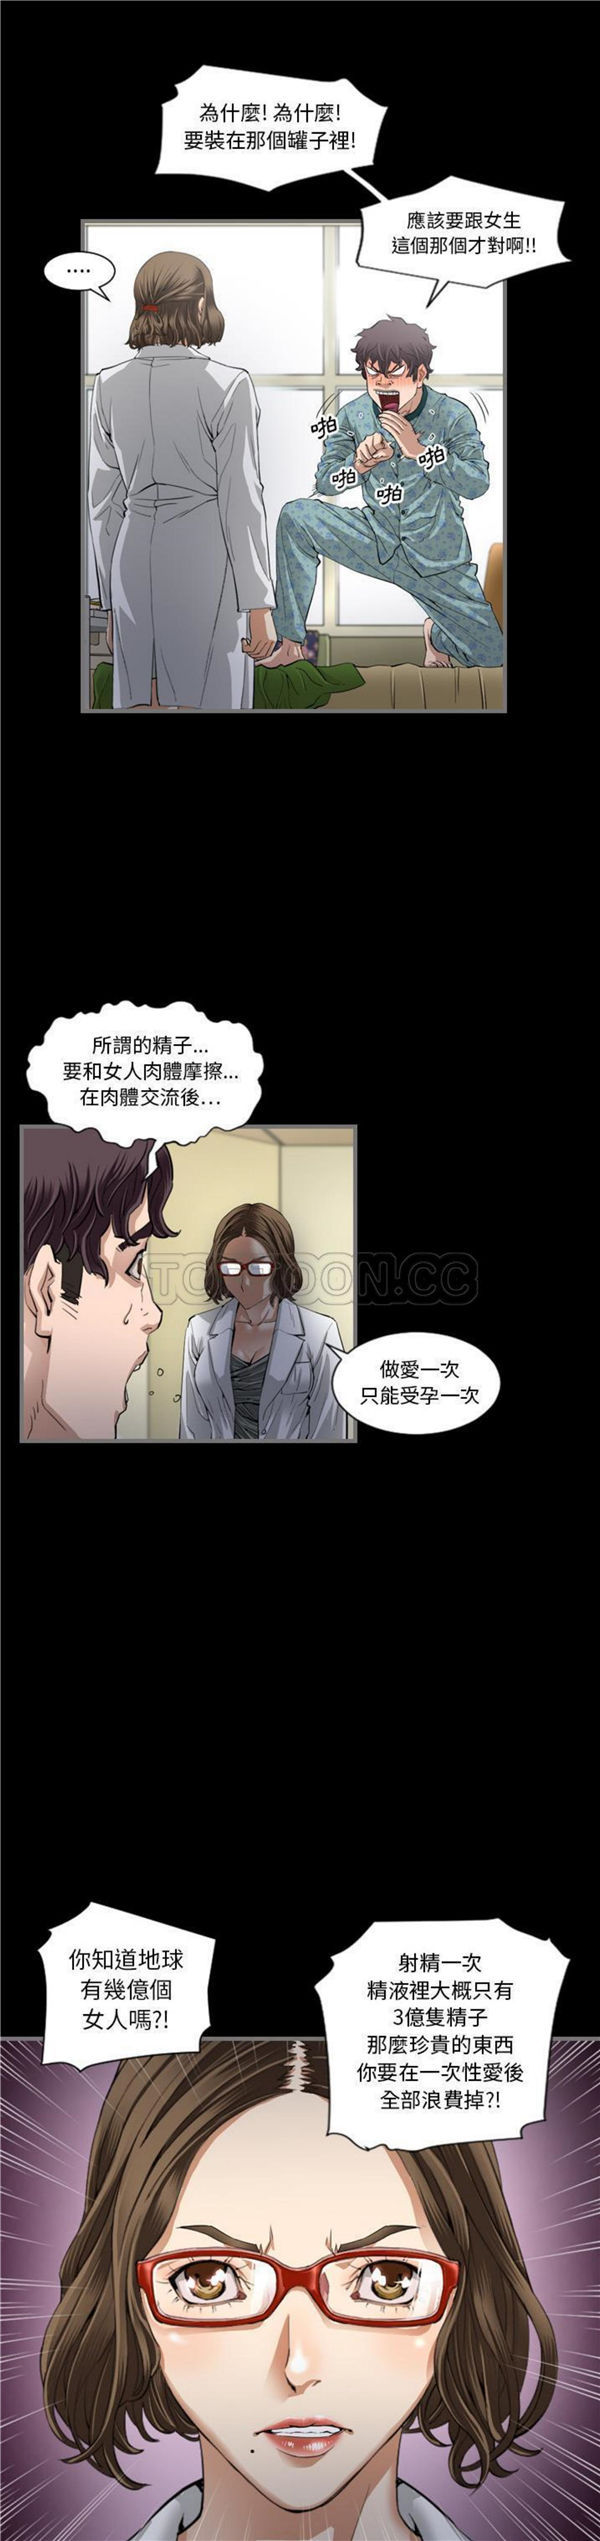 為什麼! 為什麼!
要裝在那個罐子裡!
應該要跟女生
這個那個才對啊!!
....
啪
啪
啪
啪
所謂的精子...
要和女人肉體摩擦...
在肉體交流後...
TOPTOON.CC
做愛一次
只能受孕一次
你知道地球
有幾億個
女人嗎?!
射精一次
精液裡大概只有
3億隻精子
那麼珍貴的東西
你要在一次性愛後
全部浪費掉?!